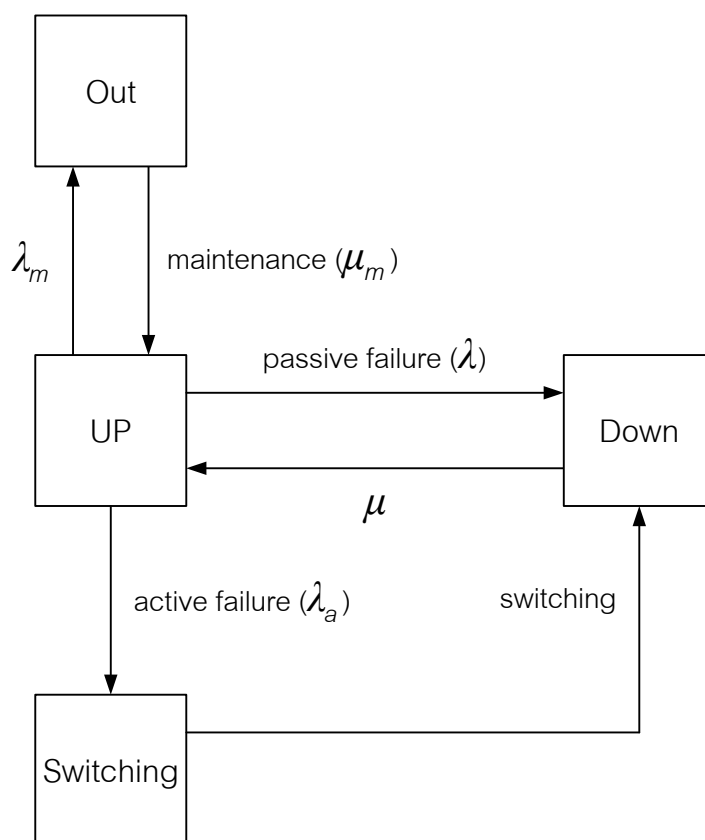 Out
λm
maintenance (μm)
passive failure (λ)
UP
Down
μ
active failure (λa)
switching
Switching